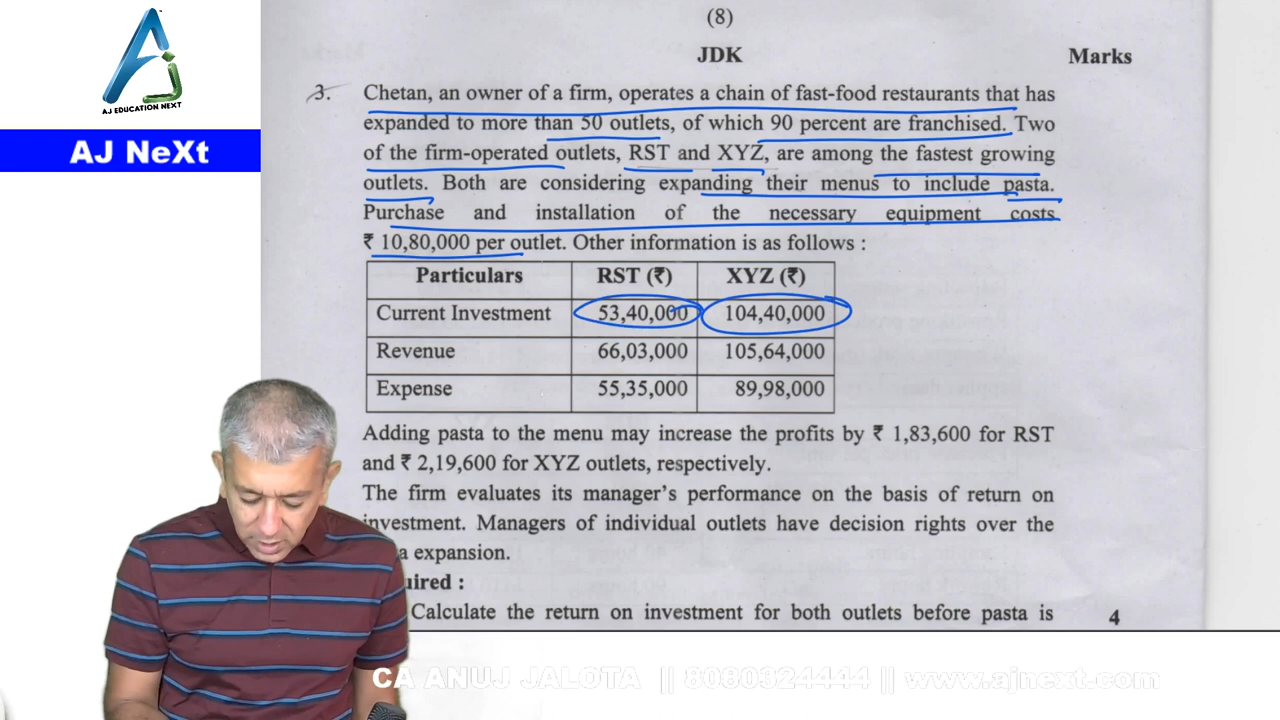 (8)
JDK Marks
AJ EDUCATION NEXT
AJ NeXt
3. Chetan, an owner of a firm, operates a chain of fast-food restaurants that has
expanded to more than 50 outlets, of which 90 percent are franchised. Two
of the firm-operated outlets, RST and XYZ, are among the fastest growing
outlets. Both are considering expanding their menus to include pasta.
Purchase and installation of the necessary equipment costs
₹ 10,80,000 per outlet. Other information is as follows :
Particulars RST (₹) XYZ (₹)
Current Investment 53,40,000 104,40,000
Revenue 66,03,000 105,64,000
Expense 55,35,000 89,98,000
Adding pasta to the menu may increase the profits by ₹ 1,83,600 for RST
and ₹ 2,19,600 for XYZ outlets, respectively.
The firm evaluates its manager's performance on the basis of return on
investment. Managers of individual outlets have decision rights over the
expansion.
Calculate the return on investment for both outlets before pasta is 4
CA ANUJ JALOTA || 8080324444 || www.ajnext.com